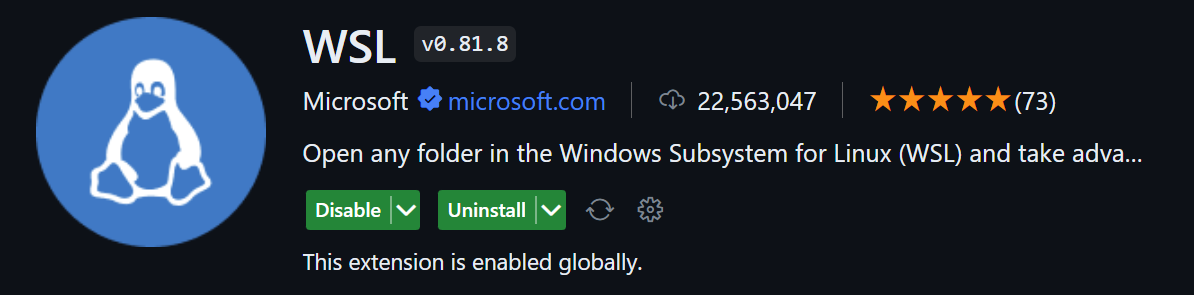 WSL v0.81.8
Microsoft microsoft.com 22,563,047 (73)
Open any folder in the Windows Subsystem for Linux (WSL) and take adva...
Disable Uninstall
This extension is enabled globally.